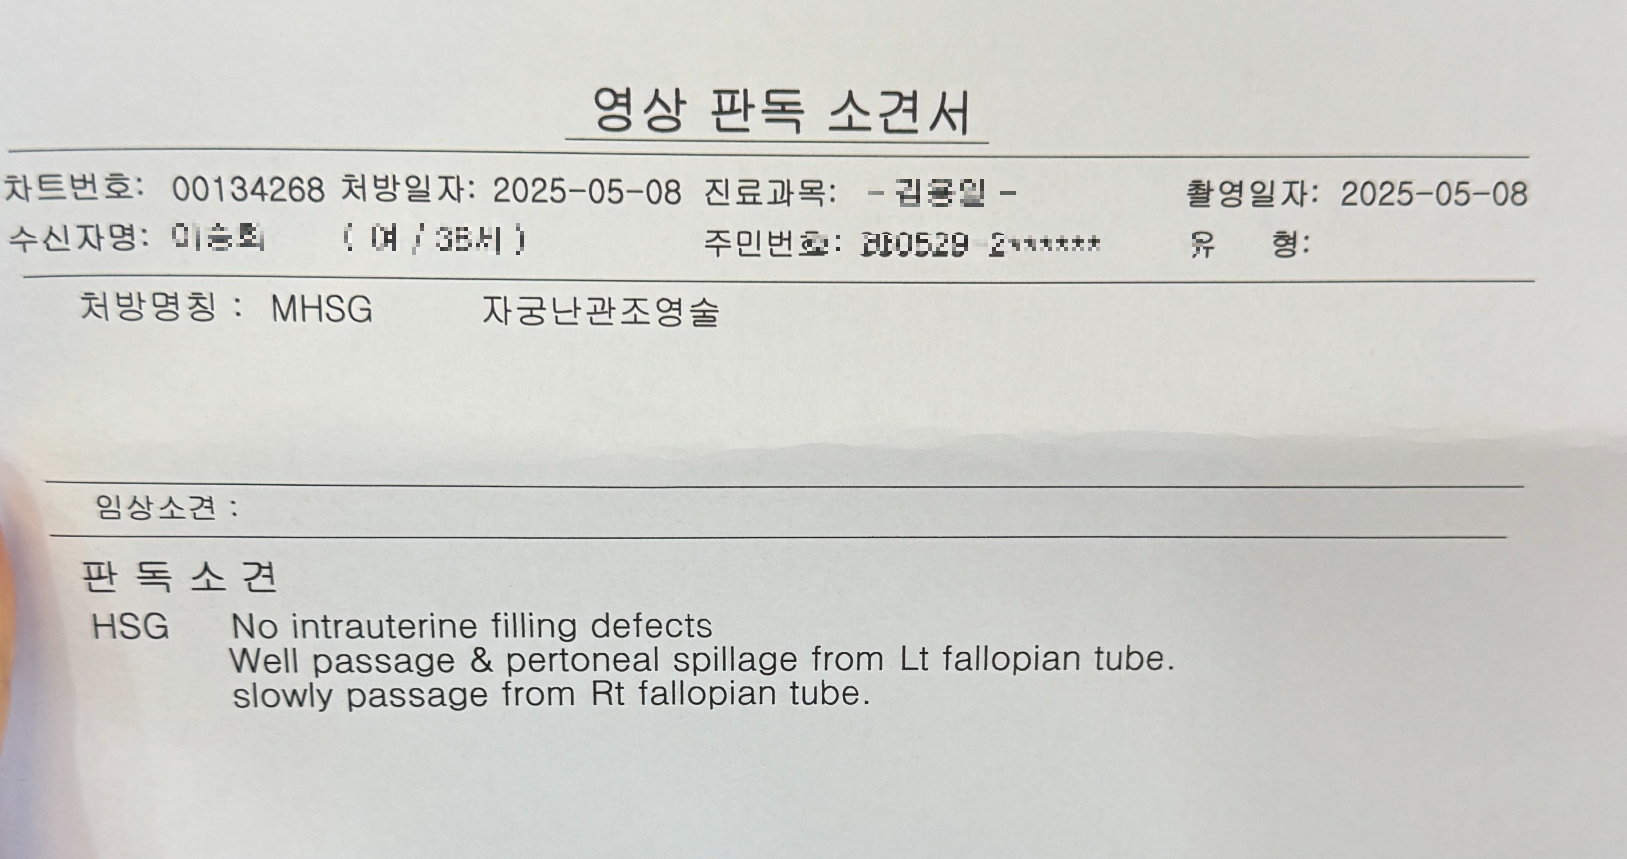 영상 판독 소견서
차트번호: 00134268 처방일자: 2025-05-08 진료과목: - - 촬영일자: 2025-05-08
수신자명: ( 여 / 35세 ) 주민번호: 유 형:
처방명칭 : MHSG 자궁난관조영술
임상소견 :
판 독 소 견
HSG No intrauterine filling defects
Well passage & pertoneal spillage from Lt fallopian tube.
slowly passage from Rt fallopian tube.